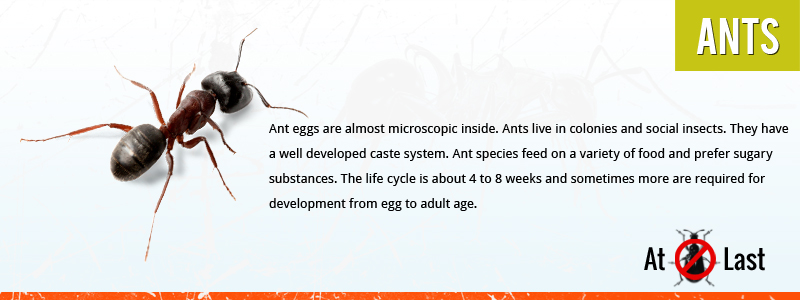 ANTS
Ant eggs are almost microscopic inside. Ants live in colonies and social insects. They have
a well developed caste system. Ant species feed on a variety of food and prefer sugary
substances. The life cycle is about 4 to 8 weeks and sometimes more are required for
development from egg to adult age.
At Last